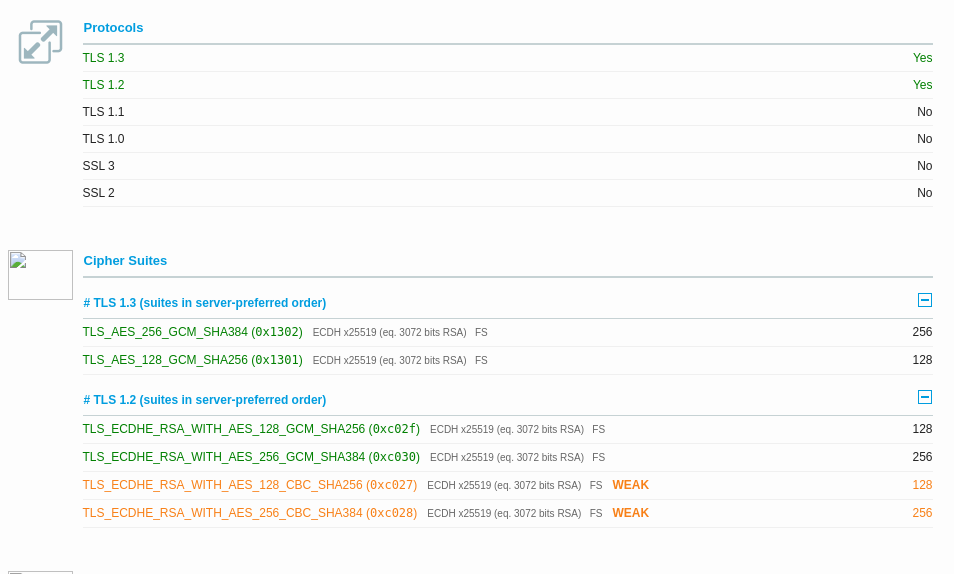 Protocols
TLS 1.3 Yes
TLS 1.2 Yes
TLS 1.1 No
TLS 1.0 No
SSL 3 No
SSL 2 No
Cipher Suites
# TLS 1.3 (suites in server-preferred order)
TLS_AES_256_GCM_SHA384 (0x1302) ECDH x25519 (eq. 3072 bits RSA) FS 256
TLS_AES_128_GCM_SHA256 (0x1301) ECDH x25519 (eq. 3072 bits RSA) FS 128
# TLS 1.2 (suites in server-preferred order)
TLS_ECDHE_RSA_WITH_AES_128_GCM_SHA256 (0xc02f) ECDH x25519 (eq. 3072 bits RSA) FS 128
TLS_ECDHE_RSA_WITH_AES_256_GCM_SHA384 (0xc030) ECDH x25519 (eq. 3072 bits RSA) FS 256
TLS_ECDHE_RSA_WITH_AES_128_CBC_SHA256 (0xc027) ECDH x25519 (eq. 3072 bits RSA) FS WEAK 128
TLS_ECDHE_RSA_WITH_AES_256_CBC_SHA384 (0xc028) ECDH x25519 (eq. 3072 bits RSA) FS WEAK 256